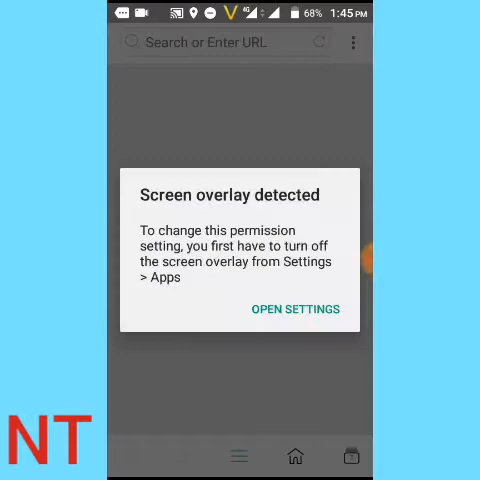 4G 68% 1:45 PM
Search or Enter URL
Screen overlay detected
To change this permission
setting, you first have to turn off
the screen overlay from Settings
> Apps
OPEN SETTINGS
NT